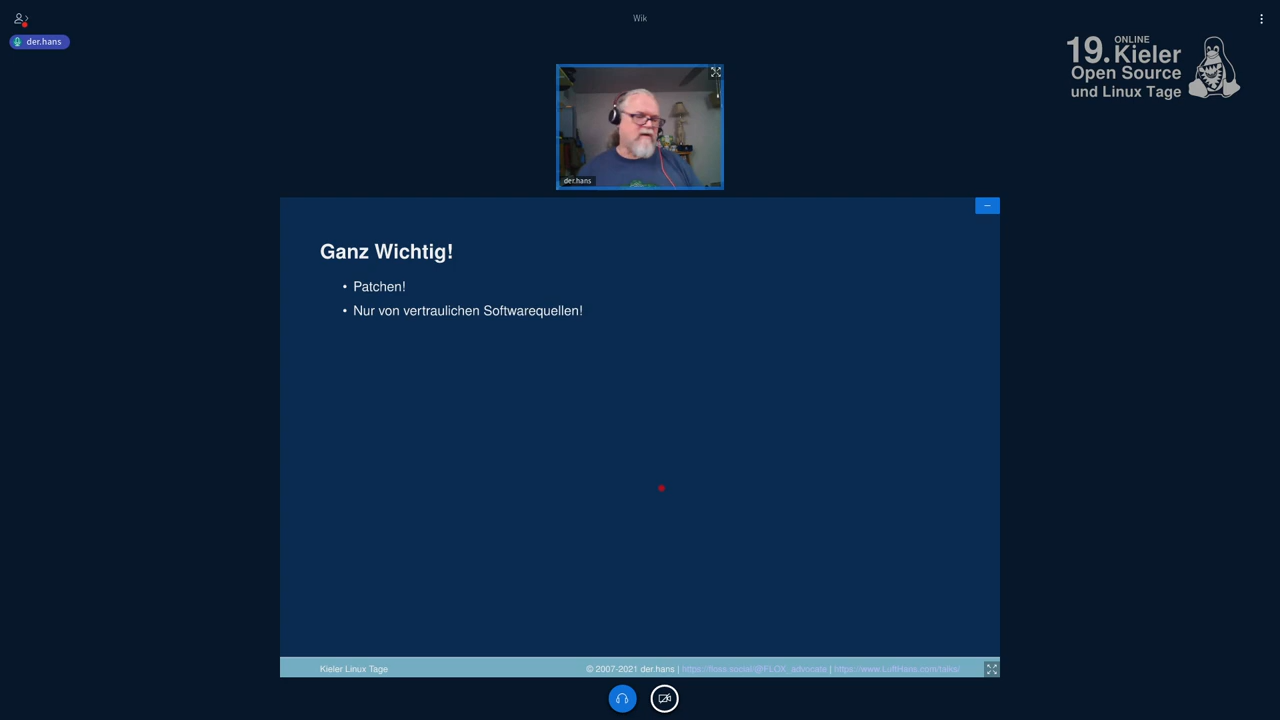 Wik
der.hans
19. ONLINE
Kieler
Open Source
und Linux Tage
der.hans
Ganz Wichtig!
• Patchen!
• Nur von vertraulichen Softwarequellen!
Kieler Linux Tage
© 2007-2021 der.hans | https://floss.social/@FLOX_advocate | https://www.LuftHans.com/talks/